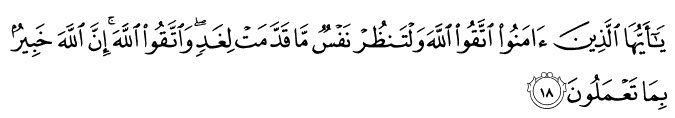 يَٰٓأَيُّهَا ٱلَّذِينَ ءَامَنُوا۟ ٱتَّقُوا۟ ٱللَّهَ وَلْتَنظُرْ نَفْسٌ مَّا قَدَّمَتْ لِغَدٍ ۖ وَٱتَّقُوا۟ ٱللَّهَ ۚ إِنَّ ٱللَّهَ خَبِيرٌۢ
بِمَا تَعْمَلُونَ ١٨